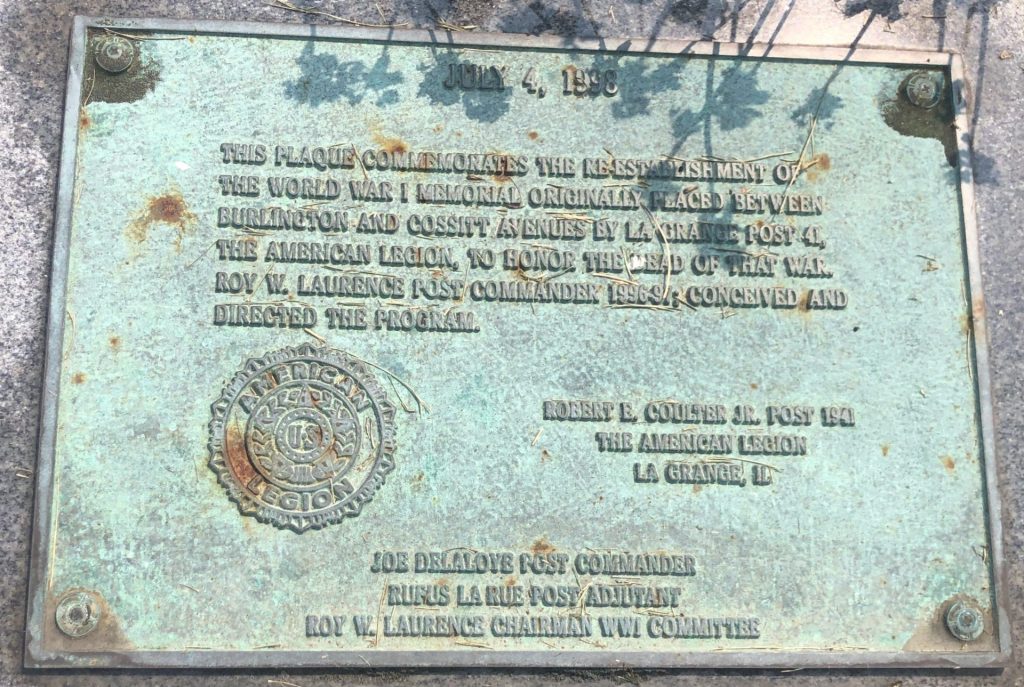 JULY 4, 1998
THIS PLAQUE COMMEMORATES THE RE-ESTABLISHMENT OF
THE WORLD WAR I MEMORIAL ORIGINALLY PLACED BETWEEN
BURLINGTON AND COSSITT AVENUES BY LA GRANGE POST 41,
THE AMERICAN LEGION, TO HONOR THE DEAD OF THAT WAR.
ROY W. LAURENCE POST COMMANDER 1996-97, CONCEIVED AND
DIRECTED THE PROGRAM.
AMERICAN
US
LEGION
ROBERT E. COULTER JR. POST 1941
THE AMERICAN LEGION
LA GRANGE, IL
JOE DELALOYE POST COMMANDER
RUFUS LA RUE POST ADJUTANT
ROY W. LAURENCE CHAIRMAN WWI COMMITTEE